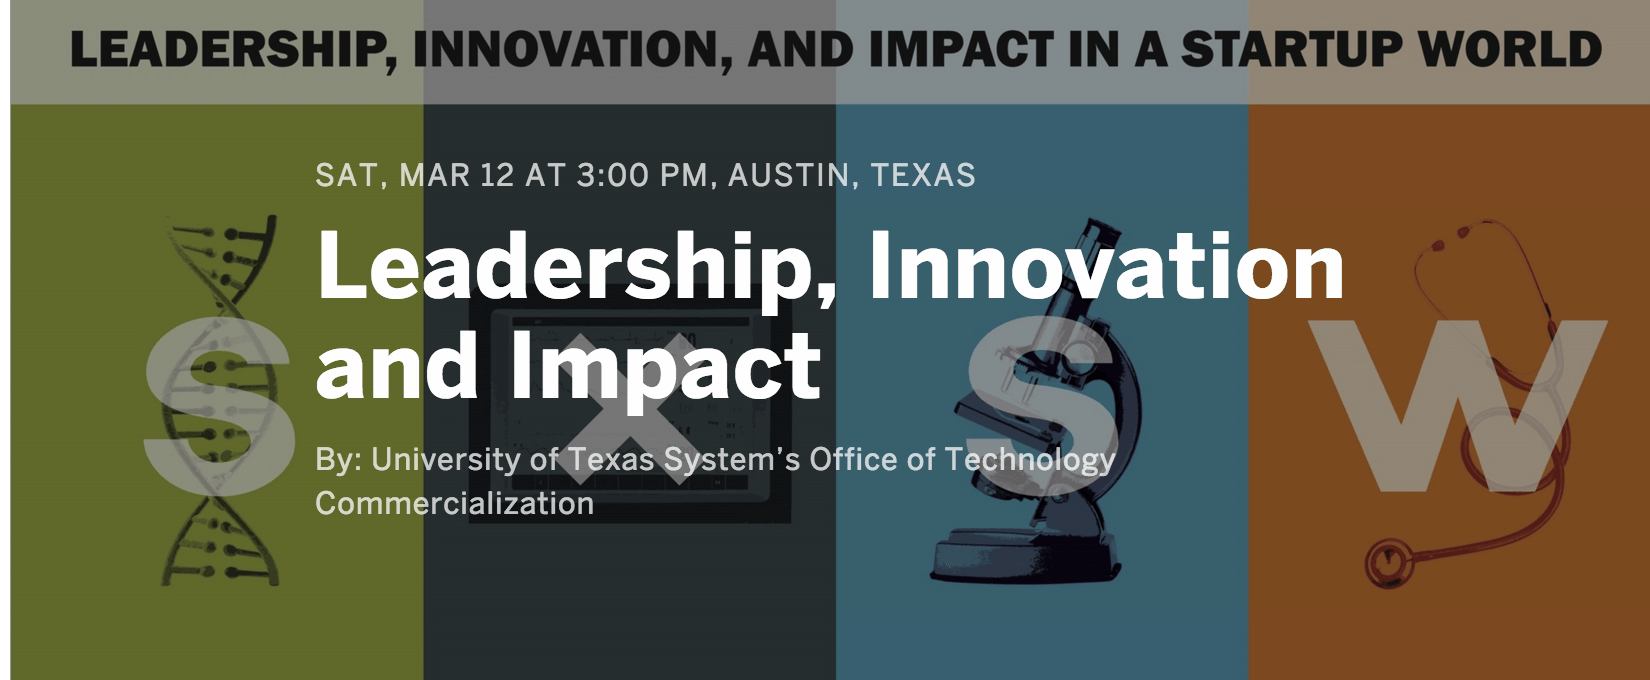 LEADERSHIP, INNOVATION, AND IMPACT IN A STARTUP WORLD
SAT, MAR 12 AT 3:00 PM, AUSTIN, TEXAS
Leadership, Innovation
and Impact
S X S W
By: University of Texas System’s Office of Technology
Commercialization